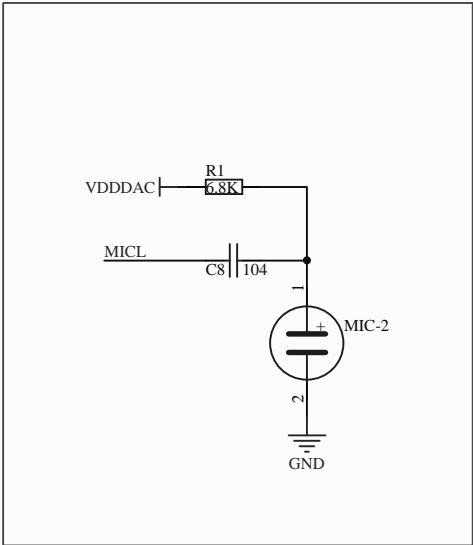 R1
VDDDAC
6.8K
MICL
C8
104
1
+
MIC-2
2
GND